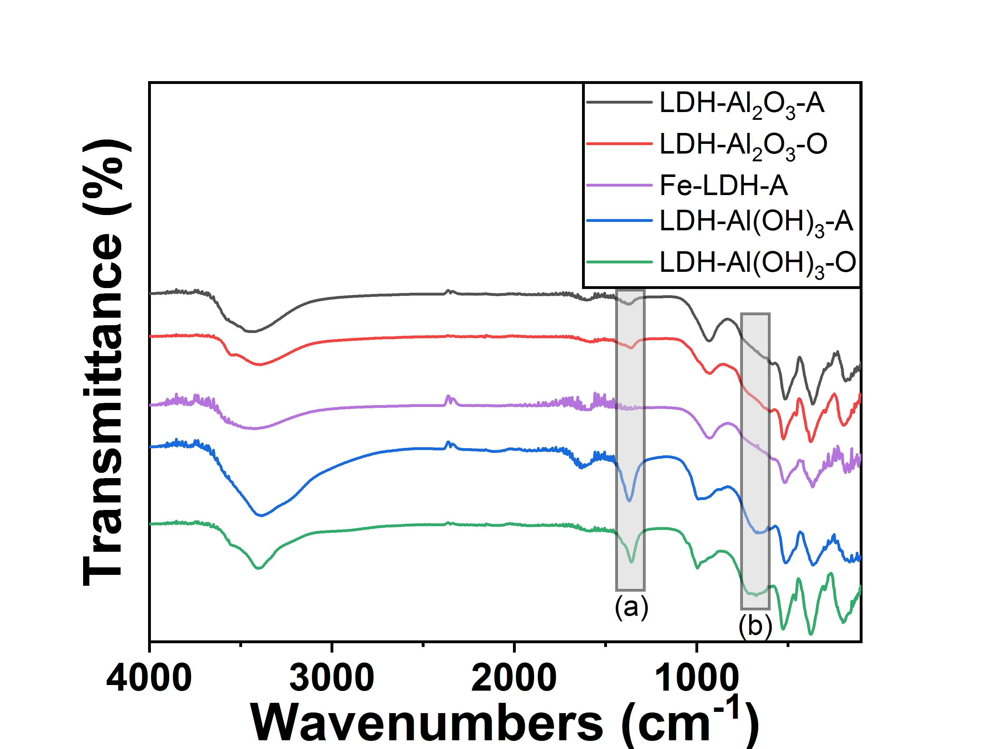 LDH-Al₂O₃-A
LDH-Al₂O₃-O
Fe-LDH-A
LDH-Al(OH)₃-A
LDH-Al(OH)₃-O
Transmittance (%)
(a)
(b)
4000 3000 2000 1000
Wavenumbers (cm⁻¹)